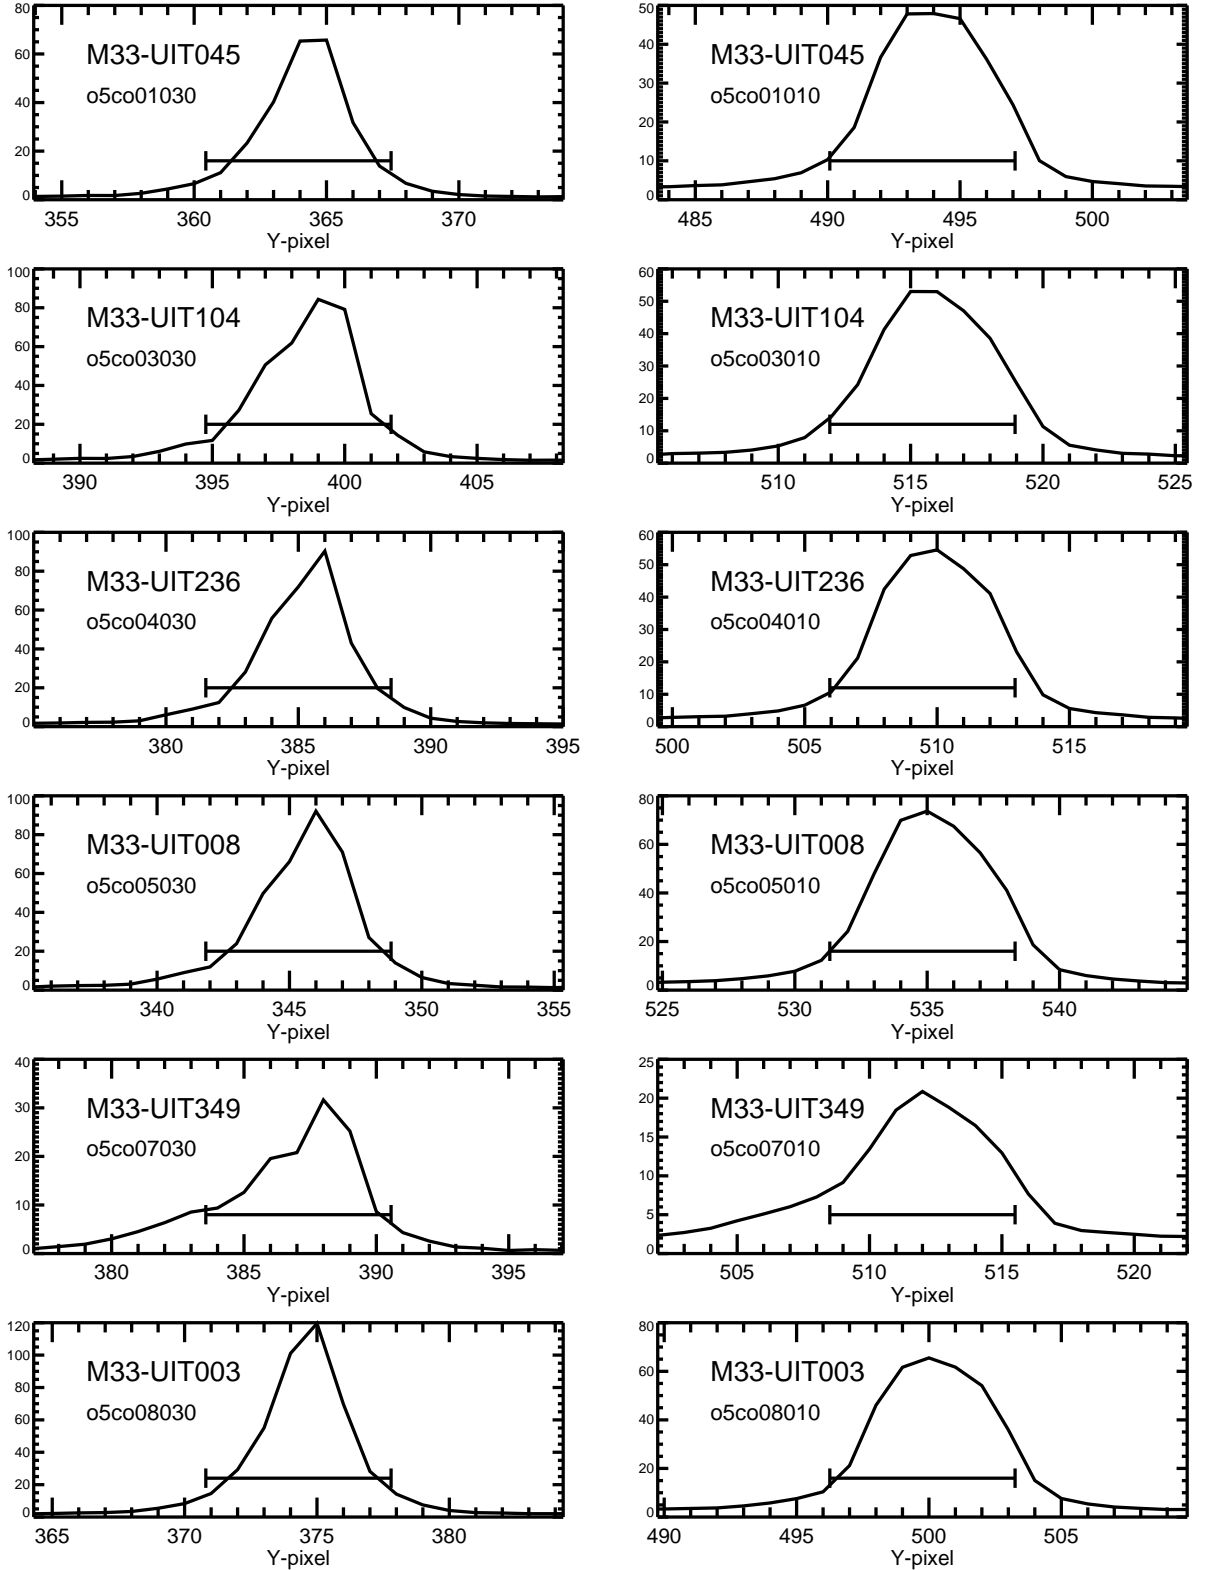 80
60
40
20
0
M33-UIT045
o5co01030
355 360 365 370
Y-pixel
50
40
30
20
10
0
M33-UIT045
o5co01010
485 490 495 500
Y-pixel
100
80
60
40
20
0
M33-UIT104
o5co03030
390 395 400 405
Y-pixel
60
50
40
30
20
10
0
M33-UIT104
o5co03010
510 515 520 525
Y-pixel
100
80
60
40
20
0
M33-UIT236
o5co04030
380 385 390 395
Y-pixel
60
50
40
30
20
10
0
M33-UIT236
o5co04010
500 505 510 515
Y-pixel
100
80
60
40
20
0
M33-UIT008
o5co05030
340 345 350 355
Y-pixel
80
60
40
20
0
M33-UIT008
o5co05010
525 530 535 540
Y-pixel
40
30
20
10
0
M33-UIT349
o5co07030
380 385 390 395
Y-pixel
25
20
15
10
5
0
M33-UIT349
o5co07010
505 510 515 520
Y-pixel
120
100
80
60
40
20
0
M33-UIT003
o5co08030
365 370 375 380
Y-pixel
80
60
40
20
0
M33-UIT003
o5co08010
490 495 500 505
Y-pixel